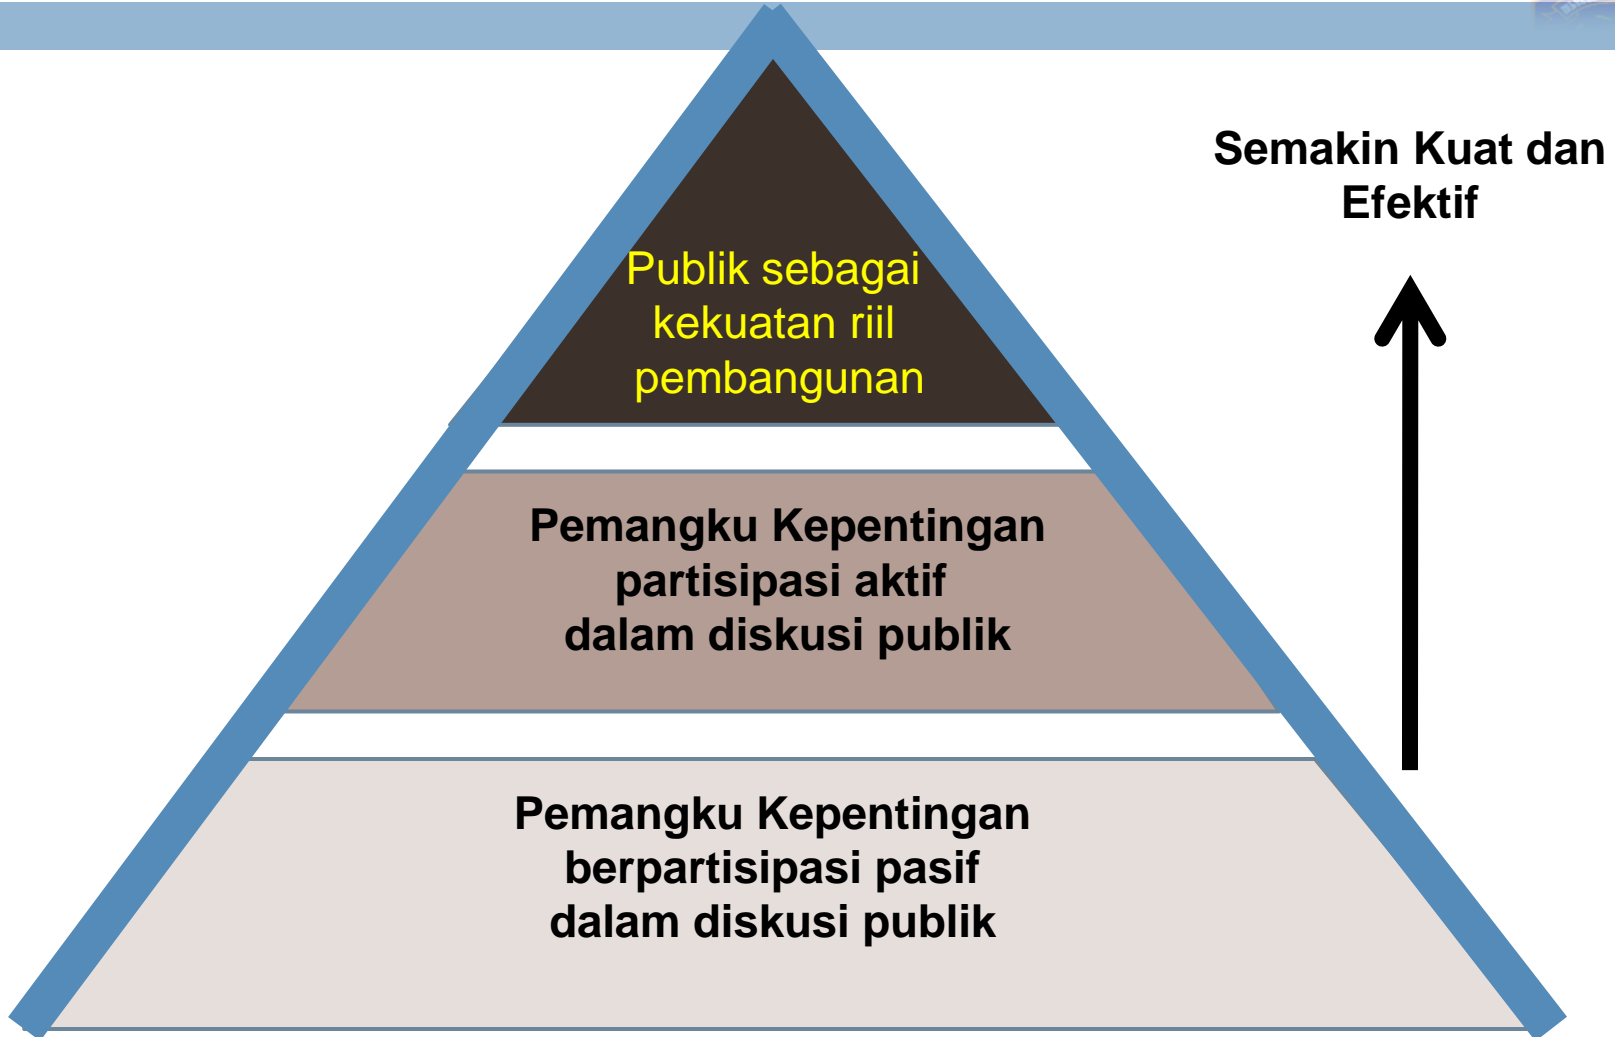 Semakin Kuat dan
Efektif
Publik sebagai
kekuatan riil
pembangunan
Pemangku Kepentingan
partisipasi aktif
dalam diskusi publik
Pemangku Kepentingan
berpartisipasi pasif
dalam diskusi publik